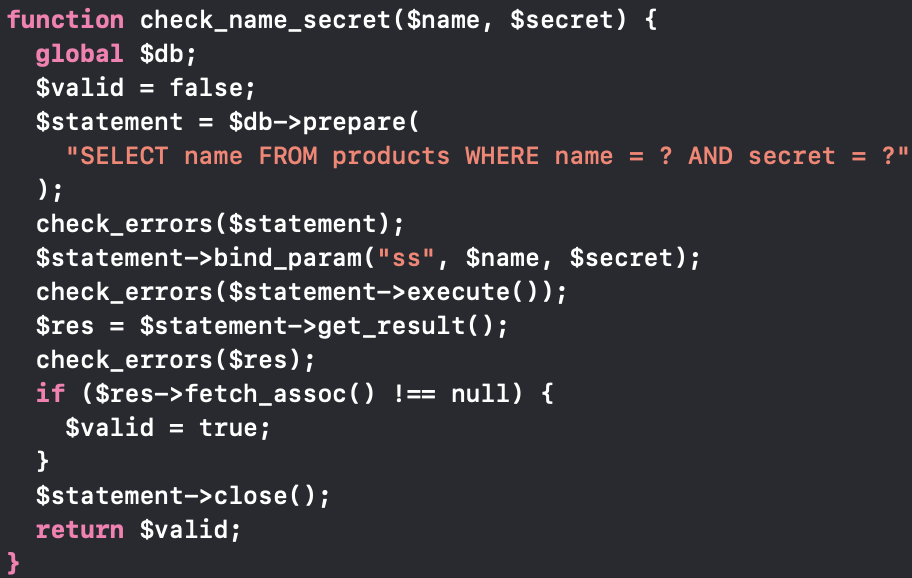 function check_name_secret($name, $secret) {
  global $db;
  $valid = false;
  $statement = $db->prepare(
    "SELECT name FROM products WHERE name = ? AND secret = ?"
  );
  check_errors($statement);
  $statement->bind_param("ss", $name, $secret);
  check_errors($statement->execute());
  $res = $statement->get_result();
  check_errors($res);
  if ($res->fetch_assoc() !== null) {
    $valid = true;
  }
  $statement->close();
  return $valid;
}